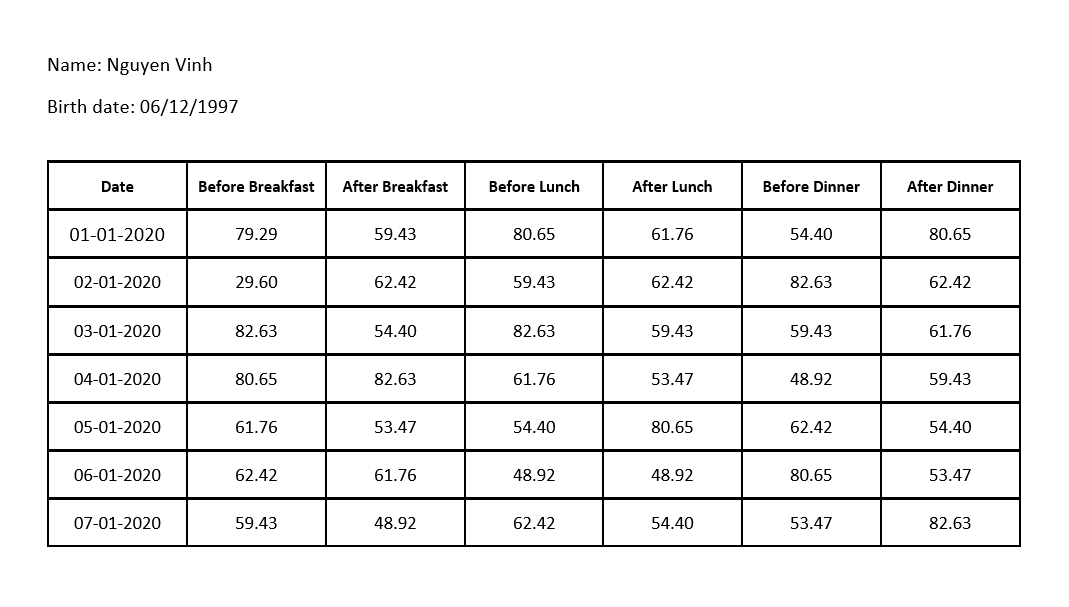 Name: Nguyen Vinh
Birth date: 06/12/1997
Date Before Breakfast After Breakfast Before Lunch After Lunch Before Dinner After Dinner
01-01-2020 79.29 59.43 80.65 61.76 54.40 80.65
02-01-2020 29.60 62.42 59.43 62.42 82.63 62.42
03-01-2020 82.63 54.40 82.63 59.43 59.43 61.76
04-01-2020 80.65 82.63 61.76 53.47 48.92 59.43
05-01-2020 61.76 53.47 54.40 80.65 62.42 54.40
06-01-2020 62.42 61.76 48.92 48.92 80.65 53.47
07-01-2020 59.43 48.92 62.42 54.40 53.47 82.63